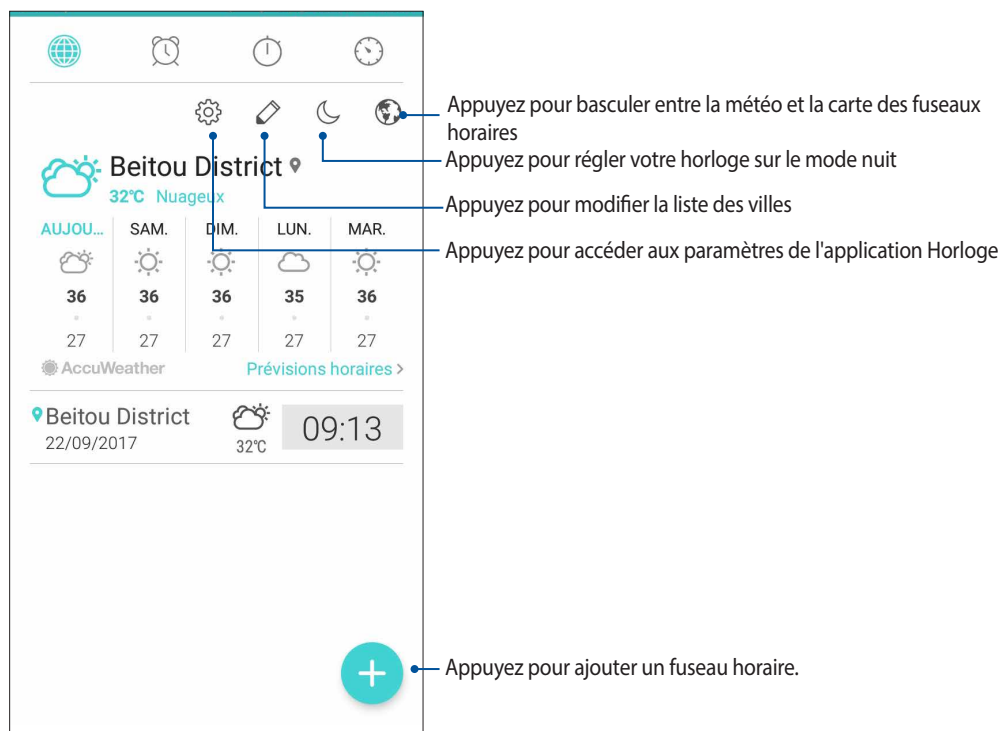 Appuyez pour basculer entre la météo et la carte des fuseaux
horaires
Appuyez pour régler votre horloge sur le mode nuit
Appuyez pour modifier la liste des villes
Appuyez pour accéder aux paramètres de l'application Horloge
Beitou District
32°C Nuageux
AUJOU... SAM. DIM. LUN. MAR.
36 36 36 35 36
27 27 27 27 27
AccuWeather Prévisions horaires >
Beitou District
22/09/2017
32°C
09:13
Appuyez pour ajouter un fuseau horaire.